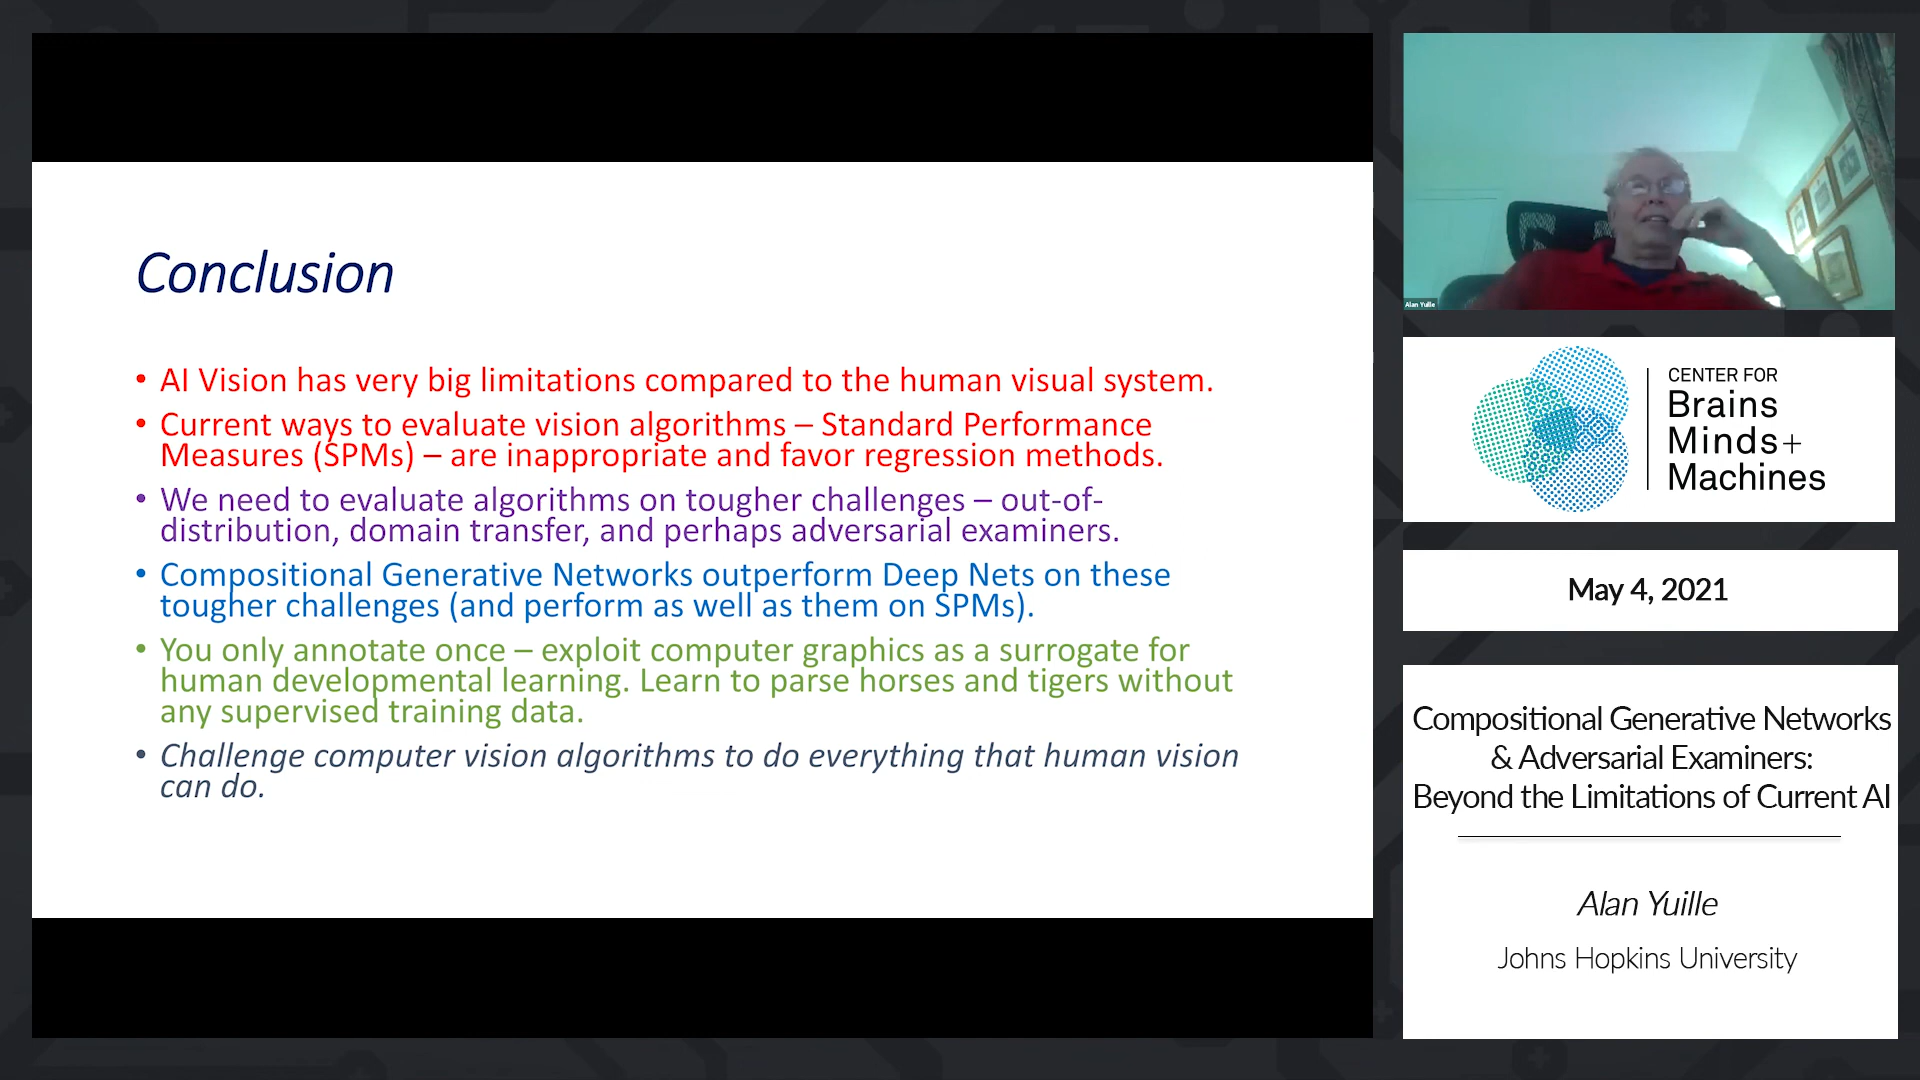 Conclusion
• AI Vision has very big limitations compared to the human visual system.
• Current ways to evaluate vision algorithms – Standard Performance
Measures (SPMs) – are inappropriate and favor regression methods.
• We need to evaluate algorithms on tougher challenges – out-of-
distribution, domain transfer, and perhaps adversarial examiners.
• Compositional Generative Networks outperform Deep Nets on these
tougher challenges (and perform as well as them on SPMs).
• You only annotate once – exploit computer graphics as a surrogate for
human developmental learning. Learn to parse horses and tigers without
any supervised training data.
• Challenge computer vision algorithms to do everything that human vision
can do.
Alan Yuille
CENTER FOR
Brains
Minds+
Machines
May 4, 2021
Compositional Generative Networks
& Adversarial Examiners:
Beyond the Limitations of Current AI
Alan Yuille
Johns Hopkins University